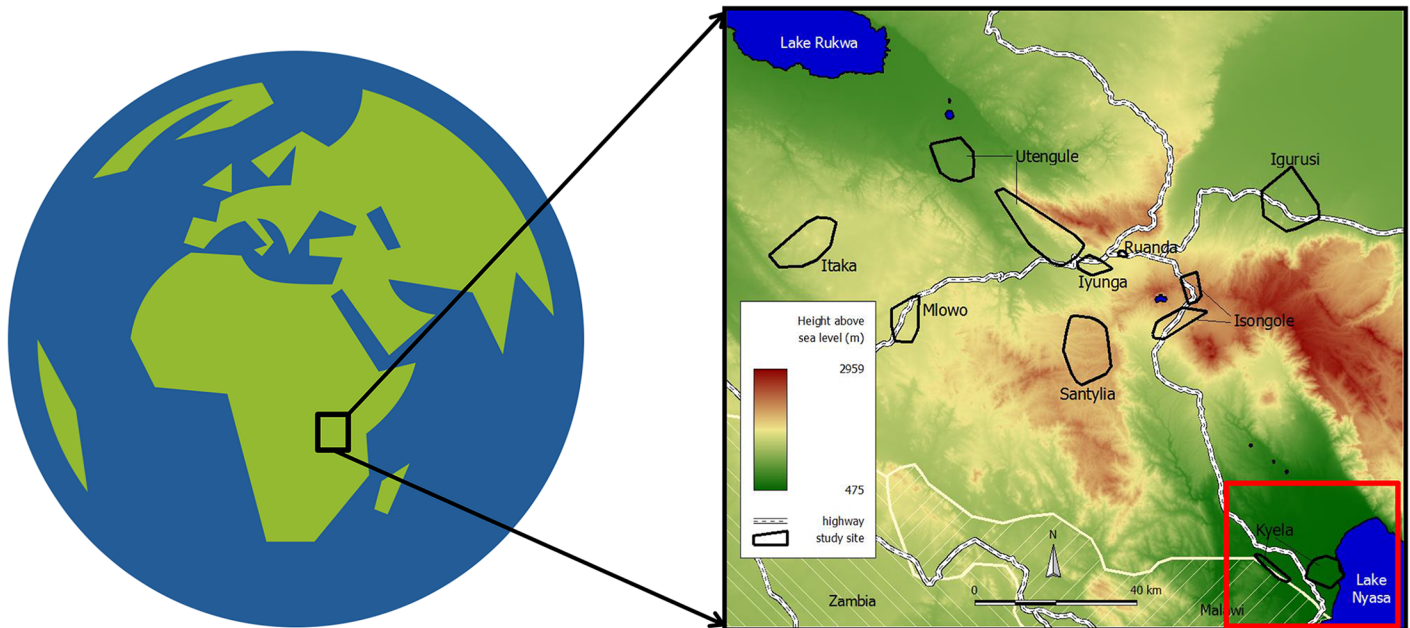 Lake Rukwa
Utengule
Igurusi
Ruanda
Itaka
Iyunga
Mlowo
Isongole
Height above
sea level (m)
2959
Santylia
475
highway
study site
Kyela
N
Lake
Nyasa
0
40 km
Zambia
Malawi